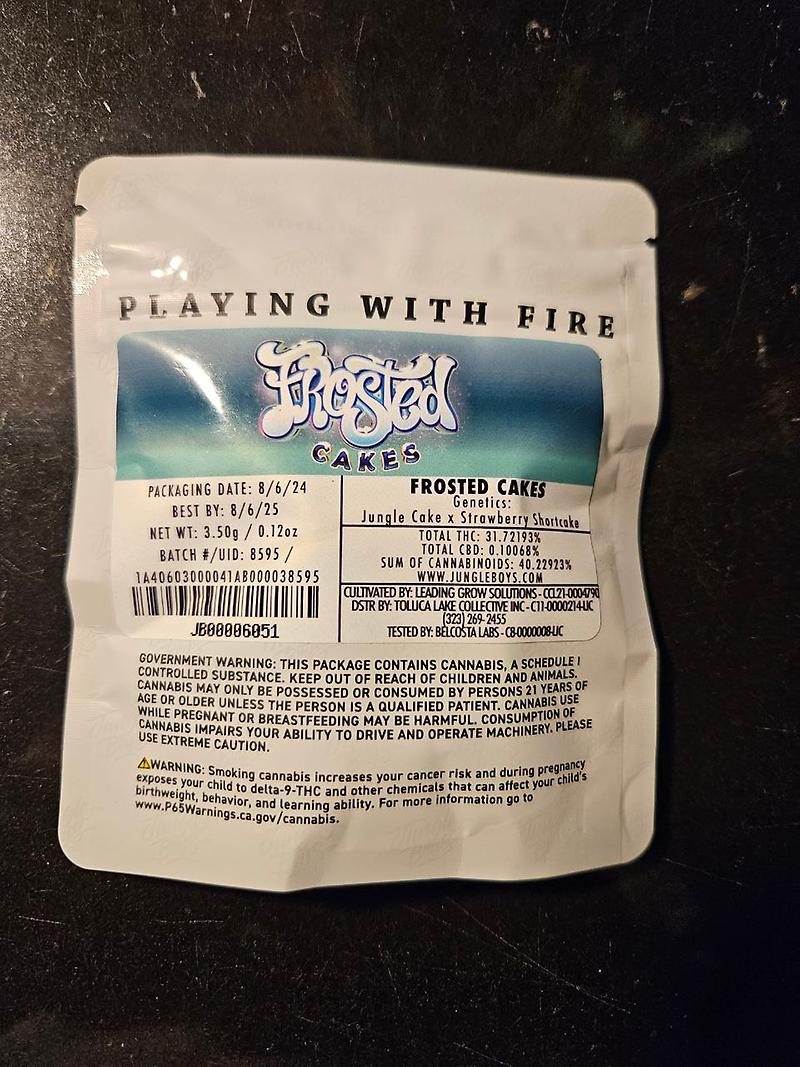 PLAYING WITH FIRE
FROSTED
CAKES
PACKAGING DATE: 8/6/24
BEST BY: 8/6/25
NET WT: 3.50g / 0.12oz
BATCH #/UID: 8595 /
1A40603000041AB000038595
JB00006051
FROSTED CAKES
Genetics:
Jungle Cake x Strawberry Shortcake
TOTAL THC: 31.72193%
TOTAL CBD: 0.10068%
SUM OF CANNABINOIDS: 40.22923%
WWW.JUNGLEBOYS.COM
CULTIVATED BY: LEADING GROW SOLUTIONS - CCL21-0004790
DSTR BY: TOLUCA LAKE COLLECTIVE INC - C11-0000214-LIC
(323) 269-2455
TESTED BY: BELCOSTA LABS - C8-0000008-LIC
GOVERNMENT WARNING: THIS PACKAGE CONTAINS CANNABIS, A SCHEDULE I
CONTROLLED SUBSTANCE. KEEP OUT OF REACH OF CHILDREN AND ANIMALS.
CANNABIS MAY ONLY BE POSSESSED OR CONSUMED BY PERSONS 21 YEARS OF
AGE OR OLDER UNLESS THE PERSON IS A QUALIFIED PATIENT. CANNABIS USE
WHILE PREGNANT OR BREASTFEEDING MAY BE HARMFUL. CONSUMPTION OF
CANNABIS IMPAIRS YOUR ABILITY TO DRIVE AND OPERATE MACHINERY. PLEASE
USE EXTREME CAUTION.
WARNING: Smoking cannabis increases your cancer risk and during pregnancy
exposes your child to delta-9-THC and other chemicals that can affect your child's
birthweight, behavior, and learning ability. For more information go to
www.P65Warnings.ca.gov/cannabis.